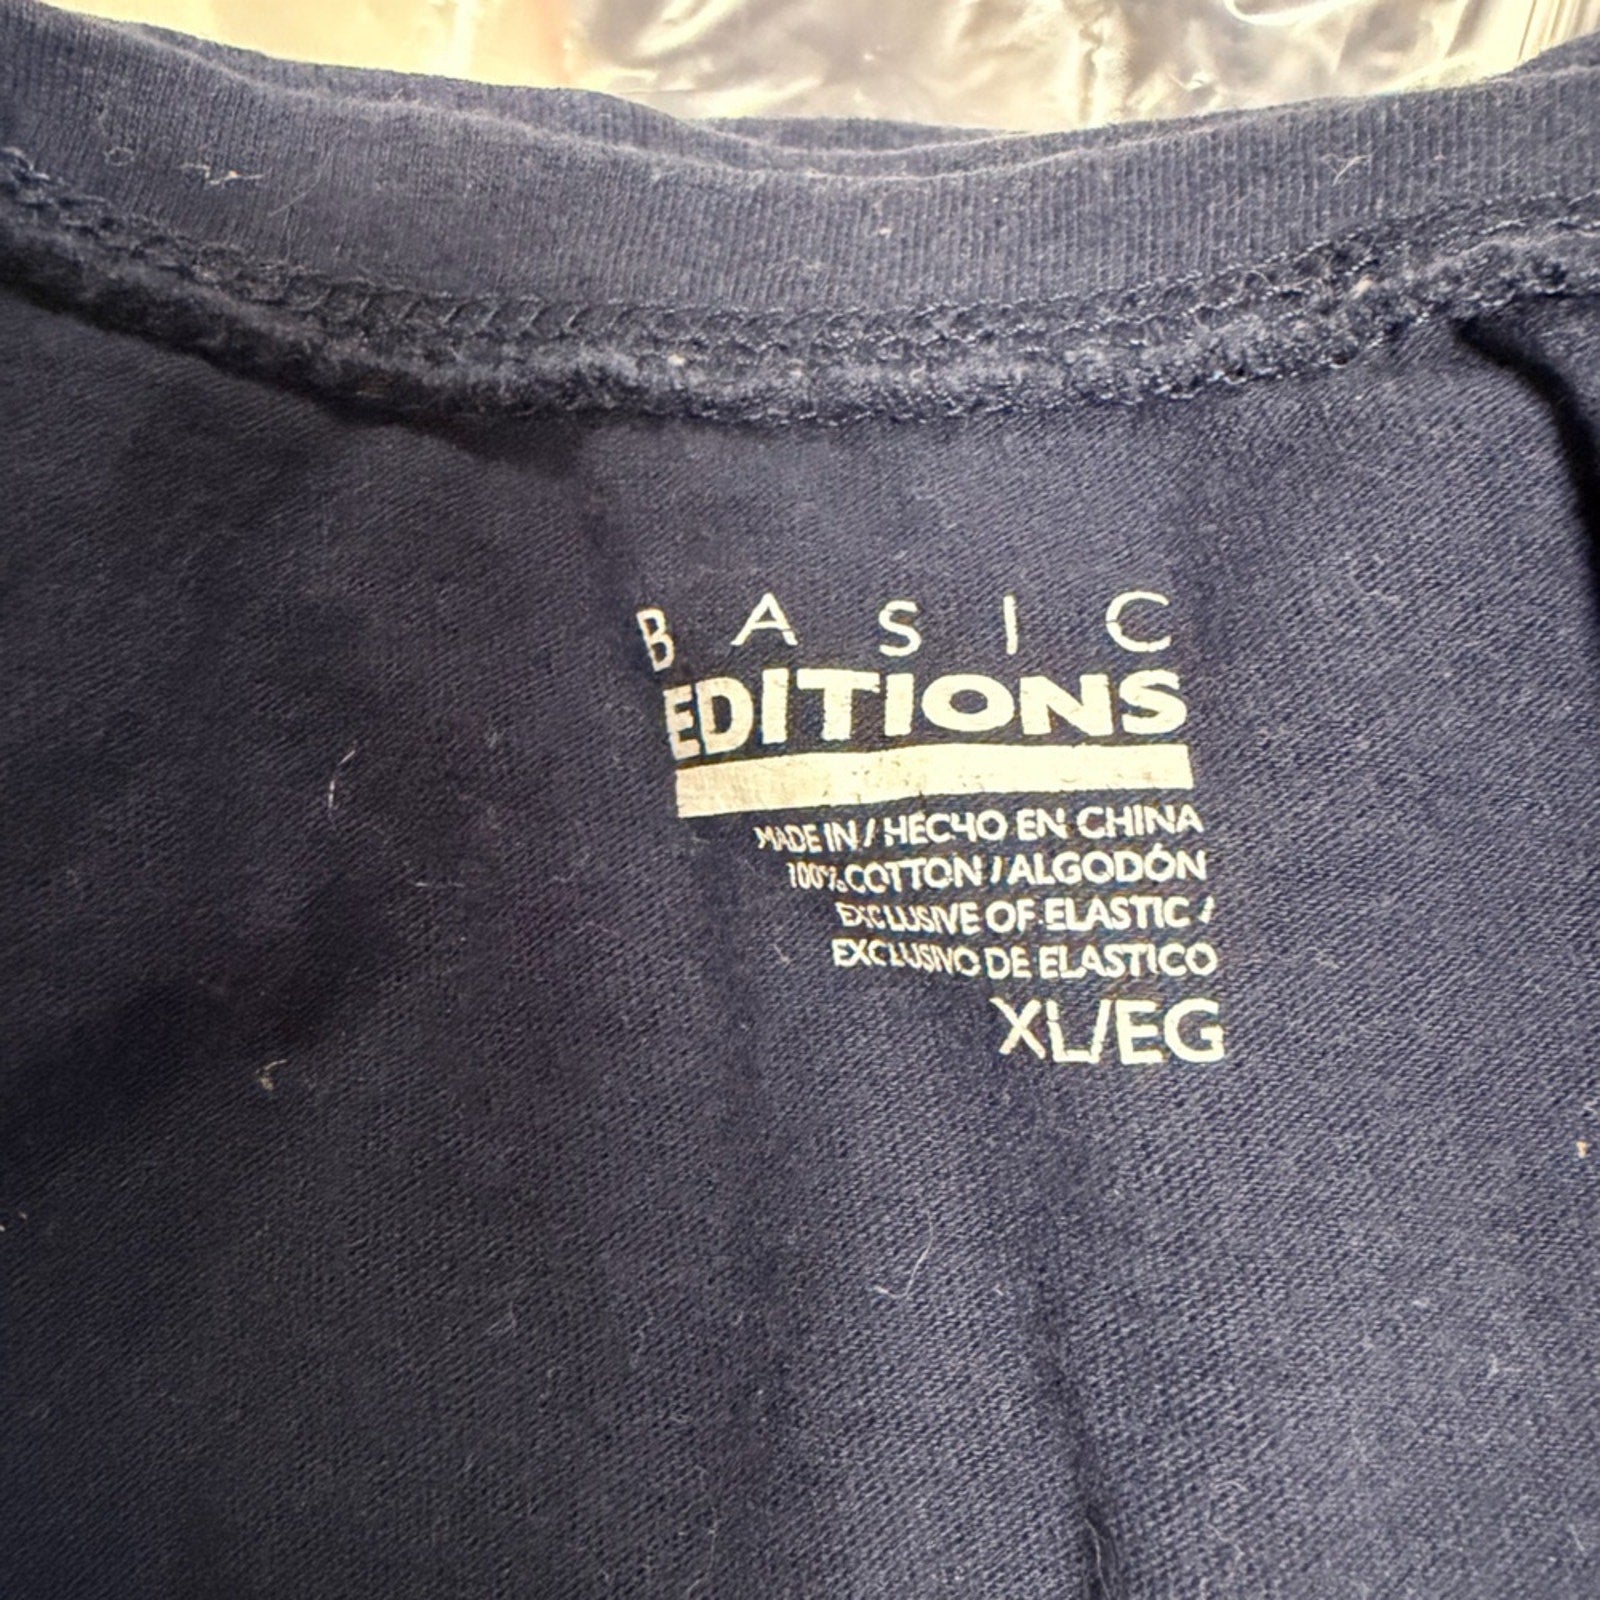 BASIC
EDITIONS
MADE IN / HECHO EN CHINA
100% COTTON / ALGODÓN
EXCLUSIVE OF ELASTIC /
EXCLUSIVO DE ELASTICO
XL/EG